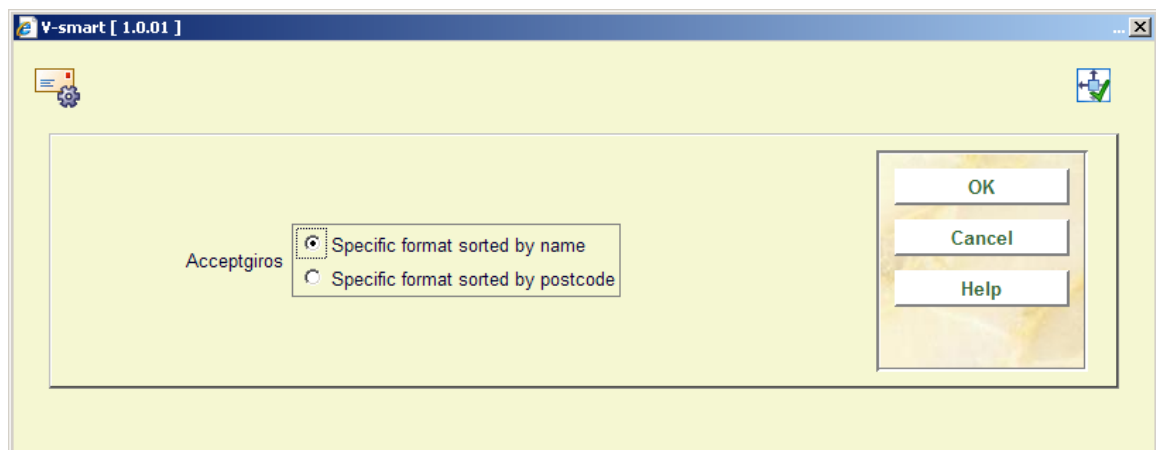 V-smart [ 1.0.01 ]
...
OK
Specific format sorted by name
Cancel
Acceptgiros
Specific format sorted by postcode
Help